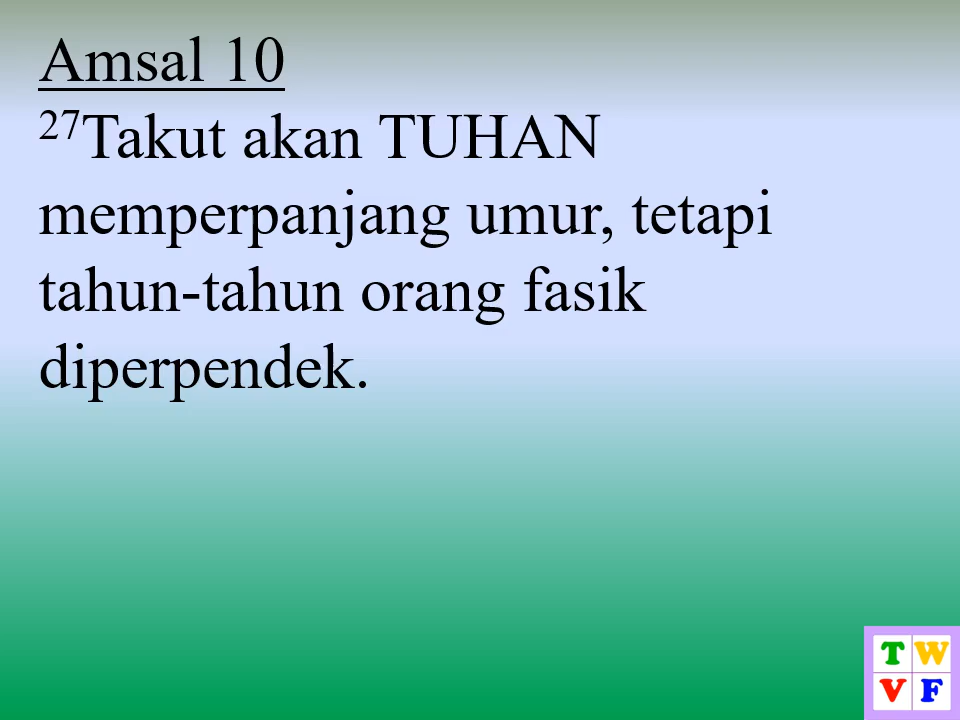 Amsal 10
27Takut akan TUHAN
memperpanjang umur, tetapi
tahun-tahun orang fasik
diperpendek.
T W
V F